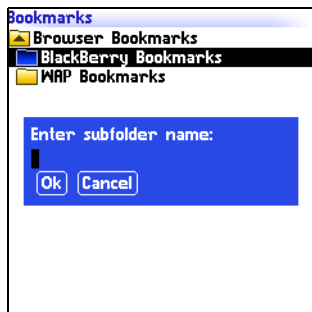 Bookmarks
Browser Bookmarks
BlackBerry Bookmarks
WAP Bookmarks
Enter subfolder name:
Ok Cancel